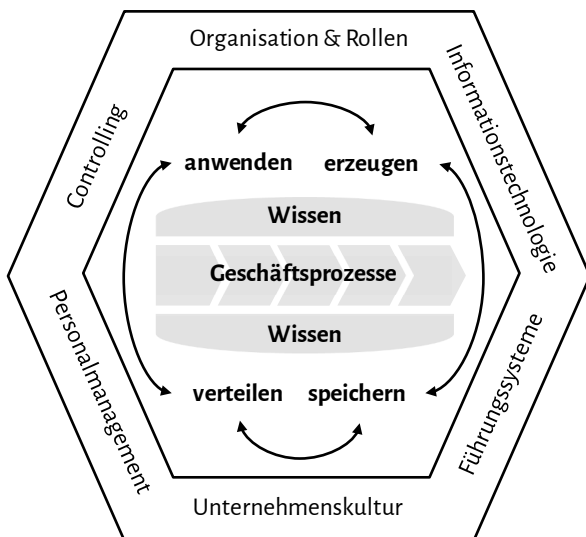 Organisation & Rollen
Controlling
Informationstechnologie
anwenden
erzeugen
Wissen
Geschäftsprozesse
Wissen
verteilen
speichern
Personalmanagement
Führungssysteme
Unternehmenskultur